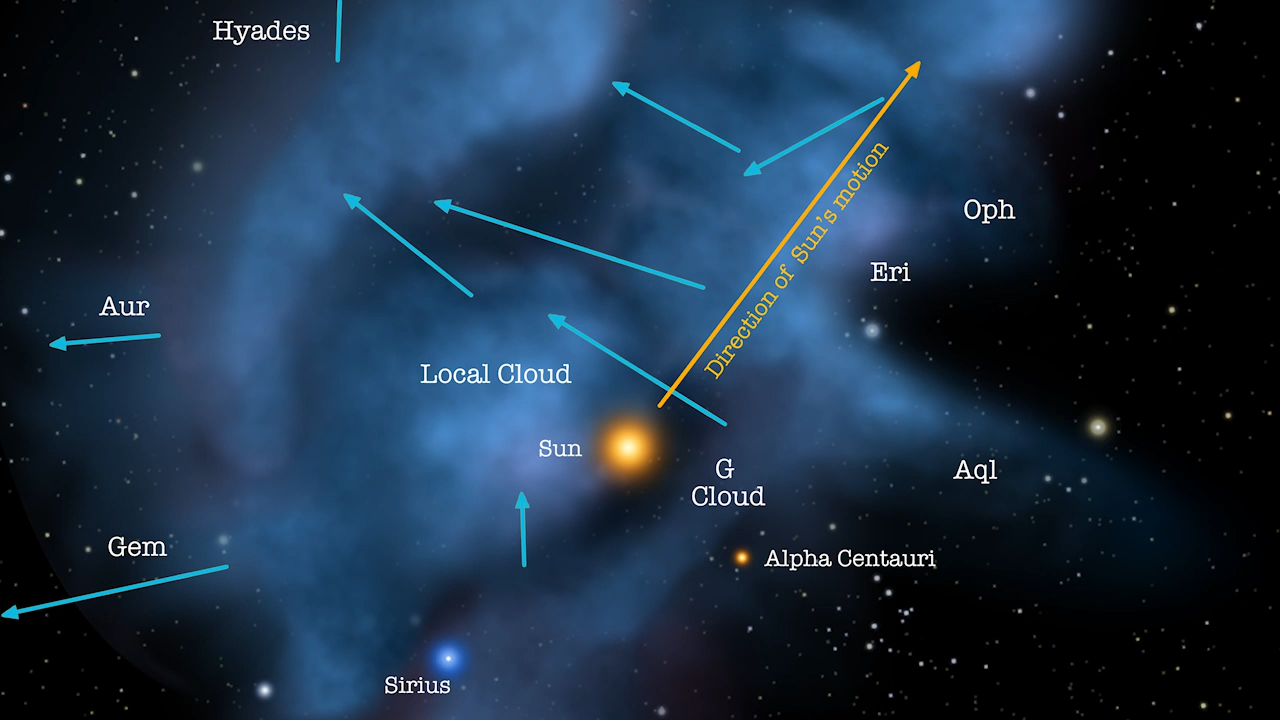 Hyades
Direction of Sun's motion
Oph
Eri
Aur
Local Cloud
Sun
G
Cloud
Aql
Gem
Alpha Centauri
Sirius